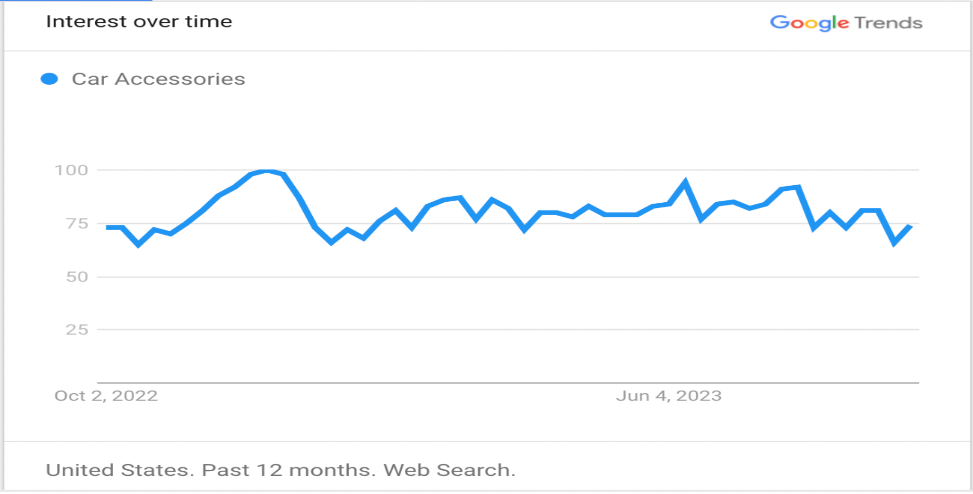 Interest over time
Google Trends
Car Accessories
100
75
50
25
Oct 2, 2022
Jun 4, 2023
United States. Past 12 months. Web Search.